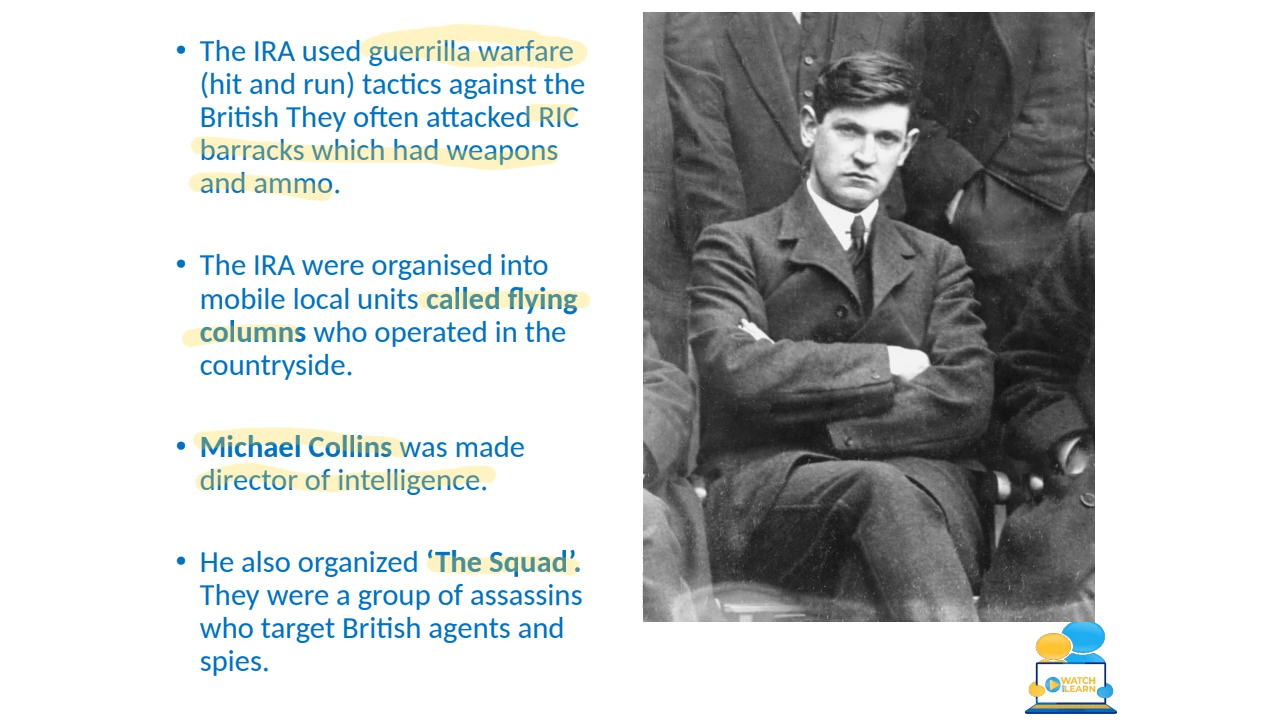 • The IRA used guerrilla warfare
(hit and run) tactics against the
British They often attacked RIC
barracks which had weapons
and ammo.
• The IRA were organised into
mobile local units called flying
columns who operated in the
countryside.
• Michael Collins was made
director of intelligence.
• He also organized ‘The Squad’.
They were a group of assassins
who target British agents and
spies.
WATCH
2LEARN